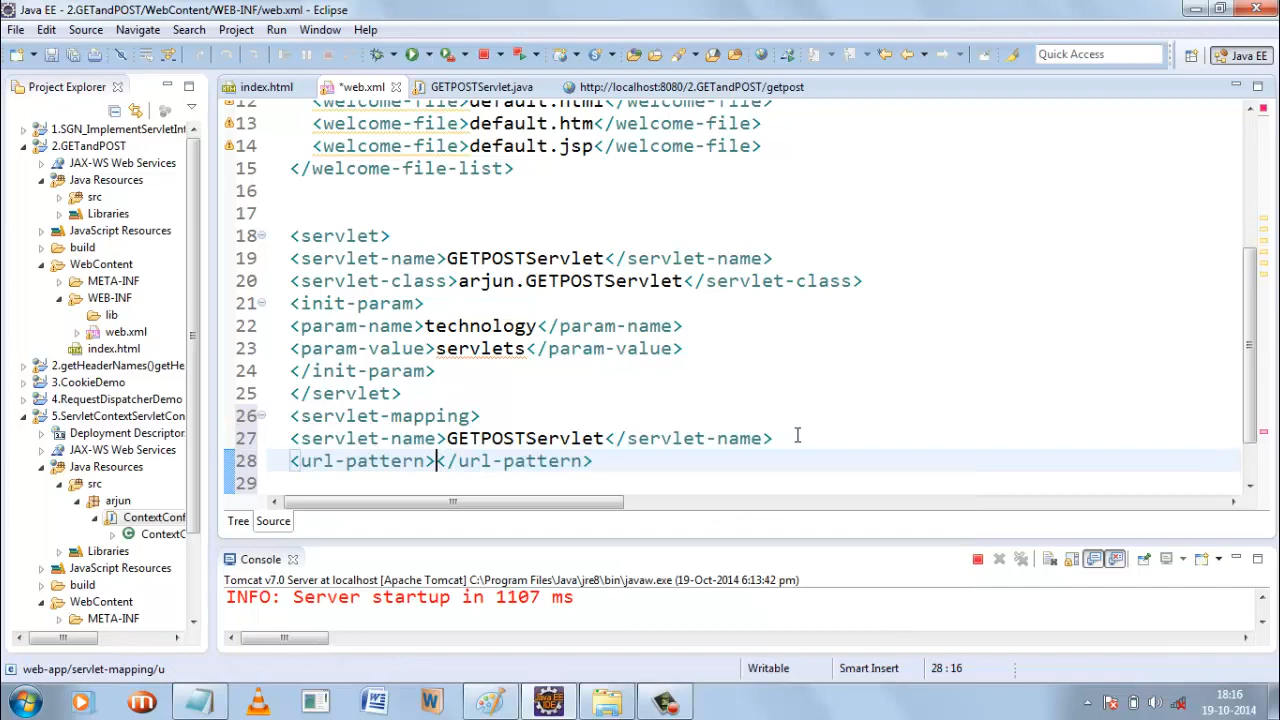 Java EE - 2.GETandPOST/WebContent/WEB-INF/web.xml - Eclipse
File Edit Source Navigate Search Project Run Window Help
Quick Access
Java EE
Project Explorer
1.SGN_ImplementServletInt
2.GETandPOST
JAX-WS Web Services
Java Resources
src
Libraries
JavaScript Resources
build
WebContent
META-INF
WEB-INF
lib
web.xml
index.html
2.getHeaderNames()getHe
3.CookieDemo
4.RequestDispatcherDemo
5.ServletContextServletCon
Deployment Descriptor
JAX-WS Web Services
Java Resources
src
arjun
ContextConf
ContextC
Libraries
JavaScript Resources
build
WebContent
META-INF
index.html *web.xml GETPOSTServlet.java http://localhost:8080/2.GETandPOST/getpost
12 <welcome-file>default.html</welcome-file>
13 <welcome-file>default.htm</welcome-file>
14 <welcome-file>default.jsp</welcome-file>
15 </welcome-file-list>
16
17
18 <servlet>
19 <servlet-name>GETPOSTServlet</servlet-name>
20 <servlet-class>arjun.GETPOSTServlet</servlet-class>
21 <init-param>
22 <param-name>technology</param-name>
23 <param-value>servlets</param-value>
24 </init-param>
25 </servlet>
26 <servlet-mapping>
27 <servlet-name>GETPOSTServlet</servlet-name>
28 <url-pattern></url-pattern>
29
Tree Source
Console
Tomcat v7.0 Server at localhost [Apache Tomcat] C:\Program Files\Java\jre8\bin\javaw.exe (19-Oct-2014 6:13:42 pm)
INFO: Server startup in 1107 ms
web-app/servlet-mapping/u
Writable Smart Insert 28 : 16
18:16
19-10-2014